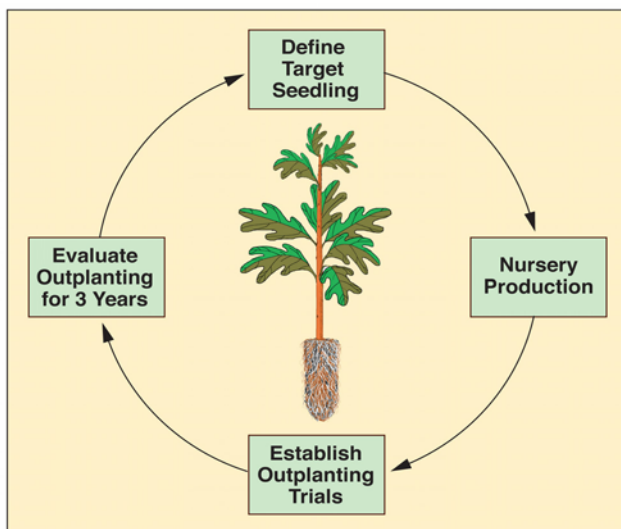 Define
Target
Seedling
Nursery
Production
Establish
Outplanting
Trials
Evaluate
Outplanting
for 3 Years